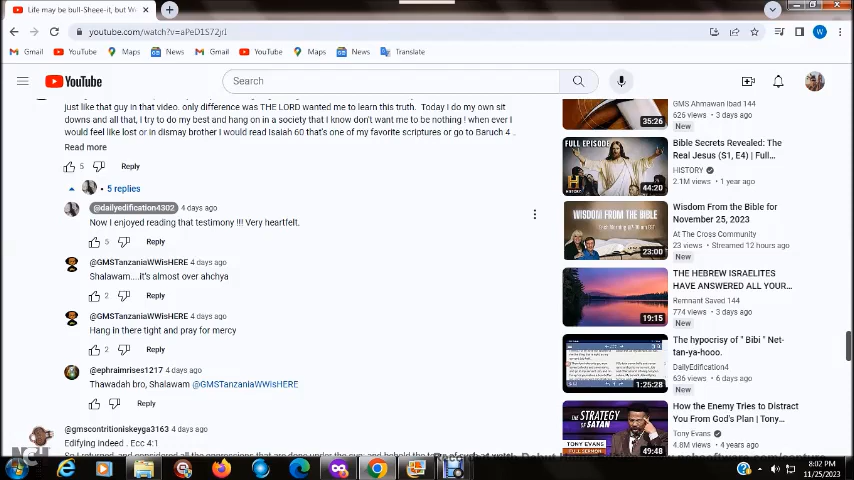 Life may be bull-Sheee-it, but
youtube.com/watch?v=aPeD1S72jrI
Gmail YouTube Maps News Gmail YouTube Maps News Translate
YouTube
Search
just like that guy in that video. only difference was THE LORD wanted me to learn this truth. Today I do my own sit
downs and all that, I try to do my best and hang on in a society that I know don't want me to be nothing ! when ever i
would feel like lost or in dismay brother I would read Isaiah 60 that's one of my favorite scriptures or go to Baruch 4 ..
Read more
5 Reply
5 replies
@dailyedification4302 4 days ago
Now I enjoyed reading that testimony !!! Very heartfelt.
5 Reply
@GMSTanzaniaWWisHERE 4 days ago
Shalawam....it's almost over ahchya
2 Reply
@GMSTanzaniaWWisHERE 4 days ago
Hang in there tight and pray for mercy
2 Reply
@ephraimrises1217 4 days ago
Thawadah bro, Shalawam @GMSTanzaniaWWisHERE
Reply
@gmscontritioniskeyga3163 4 days ago
Edifying indeed . Ecc 4:1
GMS Ahmawan Ibad 144
626 views • 3 days ago
New
35:26
FULL EPISODE
H
HISTORY
44:20
Bible Secrets Revealed: The
Real Jesus (S1, E4) | Full...
HISTORY
2.1M views • 1 year ago
WISDOM FROM THE BIBLE
23:00
Wisdom From the Bible for
November 25, 2023
At The Cross Community
23 views • Streamed 12 hours ago
New
19:15
THE HEBREW ISRAELITES
HAVE ANSWERED ALL YOUR...
Remnant Saved 144
774 views • 3 days ago
New
1:25:28
The hypocrisy of " Bibi " Net-
tan-ya-hooo.
DailyEdification4
636 views • 6 days ago
New
THE STRATEGY
OF SATAN
TONY EVANS
FULL SERMON
49:48
How the Enemy Tries to Distract
You From God's Plan | Tony...
Tony Evans
4.8M views • 4 years ago
8:02 PM
11/25/2023